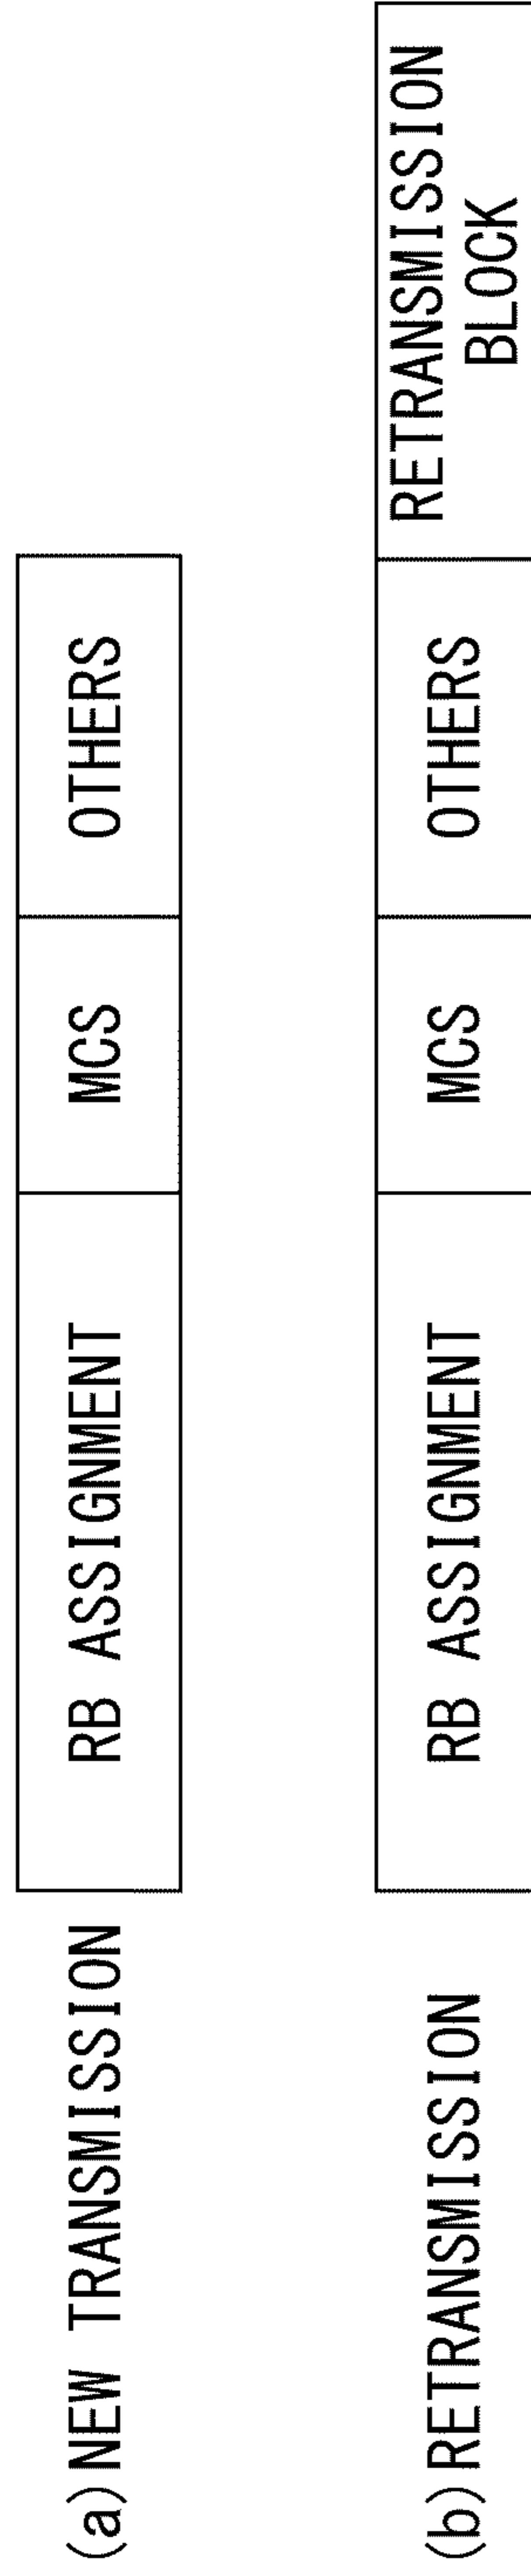 (a) NEW TRANSMISSION
RB ASSIGNMENT
MCS
OTHERS
(b) RETRANSMISSION
RB ASSIGNMENT
MCS
OTHERS
RETRANSMISSION
BLOCK